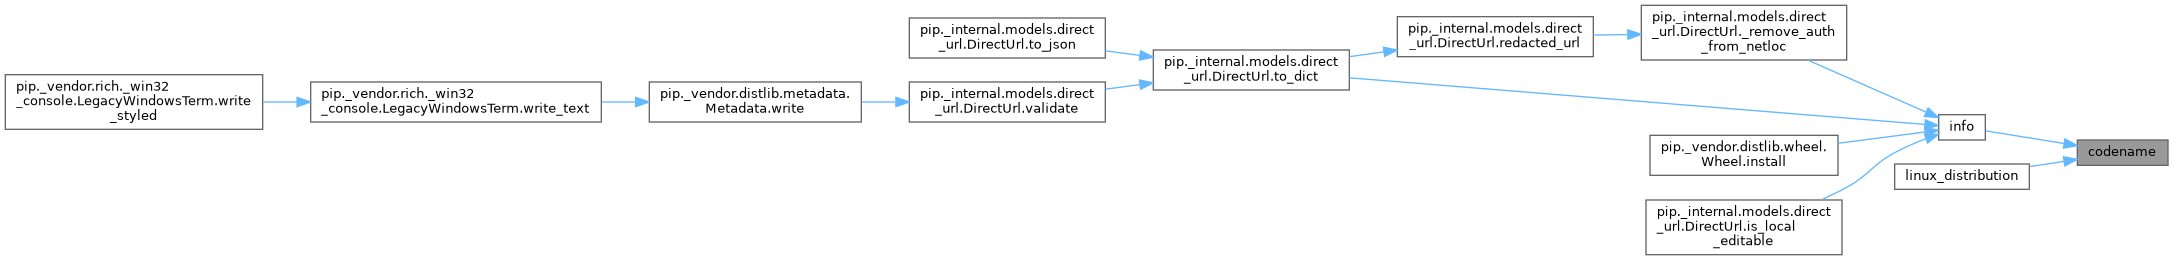 pip._vendor.rich._win32
_console.LegacyWindowsTerm.write
_styled
pip._vendor.rich._win32
_console.LegacyWindowsTerm.write_text
pip._vendor.distlib.metadata.
Metadata.write
pip._internal.models.direct
_url.DirectUrl.to_json
pip._internal.models.direct
_url.DirectUrl.validate
pip._internal.models.direct
_url.DirectUrl.to_dict
pip._internal.models.direct
_url.DirectUrl.redacted_url
pip._internal.models.direct
_url.DirectUrl._remove_auth
_from_netloc
pip._vendor.distlib.wheel.
Wheel.install
pip._internal.models.direct
_url.DirectUrl.is_local
_editable
info
linux_distribution
codename